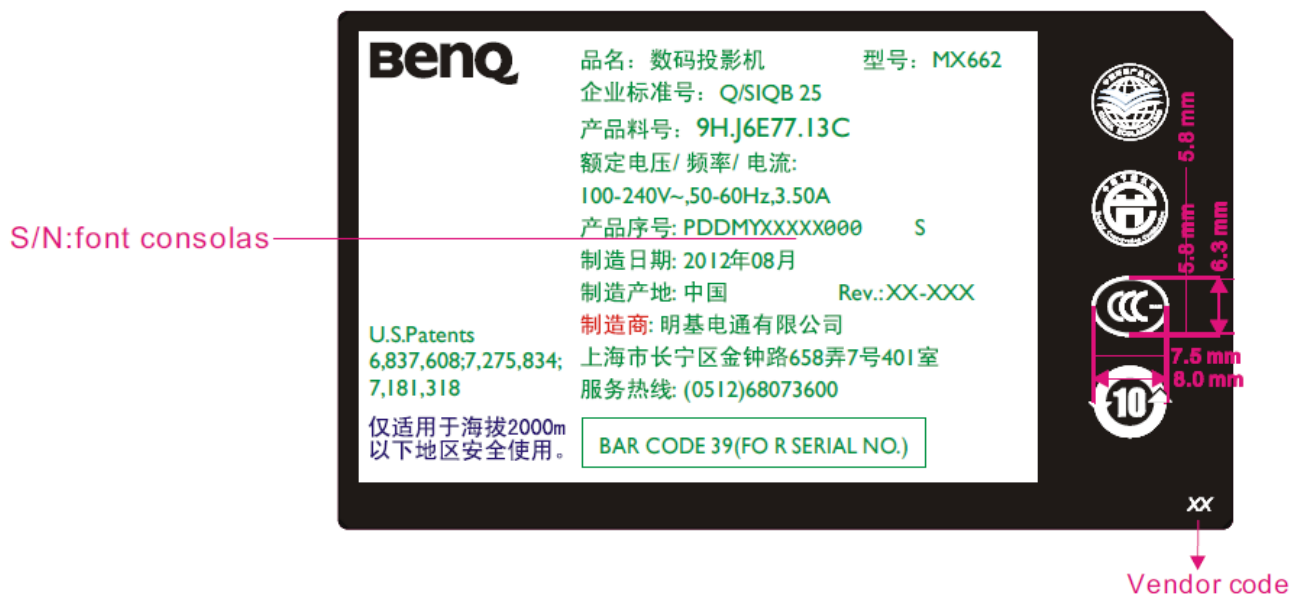 BenQ
品名：数码投影机 型号：MX662
企业标准号：Q/SIQB 25
产品料号：9H.J6E77.13C
额定电压/ 频率/ 电流:
100-240V~,50-60Hz,3.50A
S/N:font consolas
产品序号: PDDMYXXXXX000 S
制造日期: 2012年08月
制造产地: 中国 Rev.:XX-XXX
制造商: 明基电通有限公司
上海市长宁区金钟路658弄7号401室
服务热线: (0512)68073600
U.S.Patents
6,837,608;7,275,834;
7,181,318
仅适用于海拔2000m
以下地区安全使用。
BAR CODE 39(FO R SERIAL NO.)
5.8 mm
5.8 mm
6.3 mm
7.5 mm
8.0 mm
10
XX
Vendor code